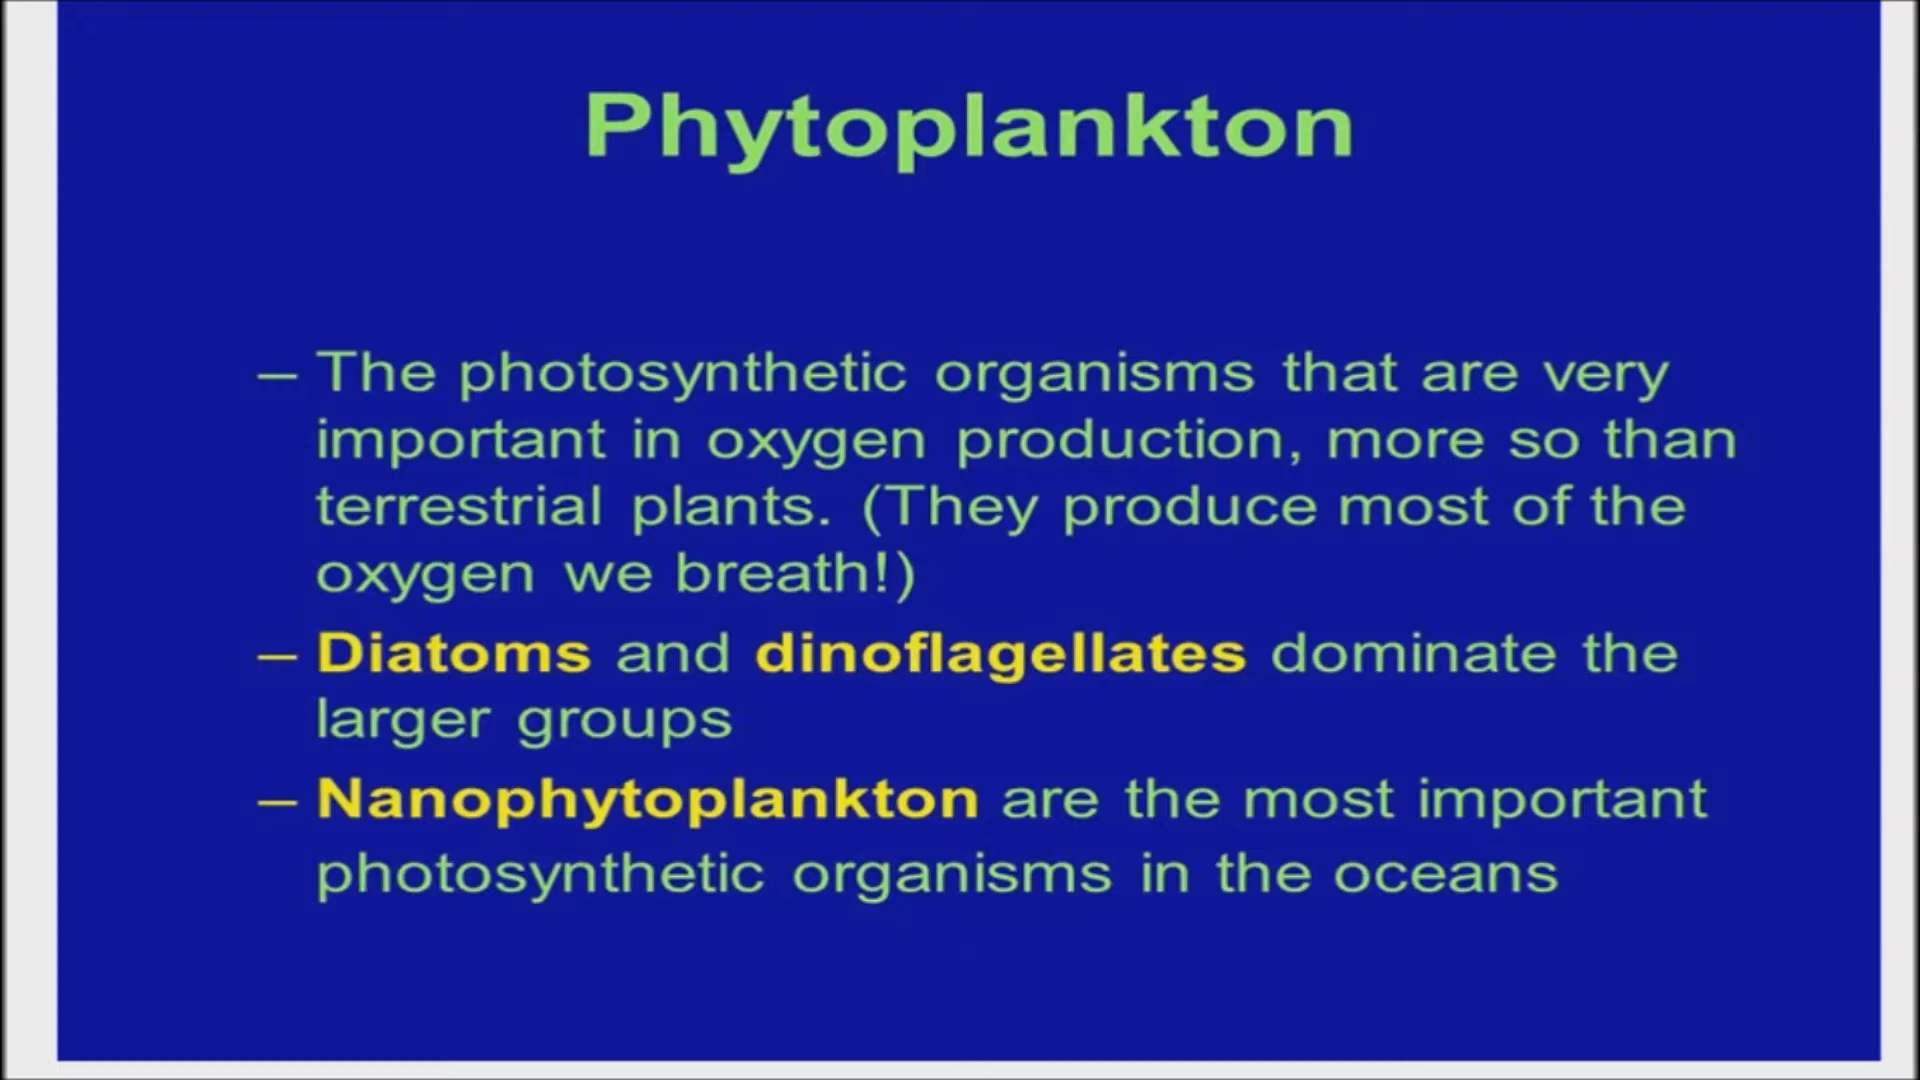 Phytoplankton
– The photosynthetic organisms that are very
important in oxygen production, more so than
terrestrial plants. (They produce most of the
oxygen we breath!)
– Diatoms and dinoflagellates dominate the
larger groups
– Nanophytoplankton are the most important
photosynthetic organisms in the oceans